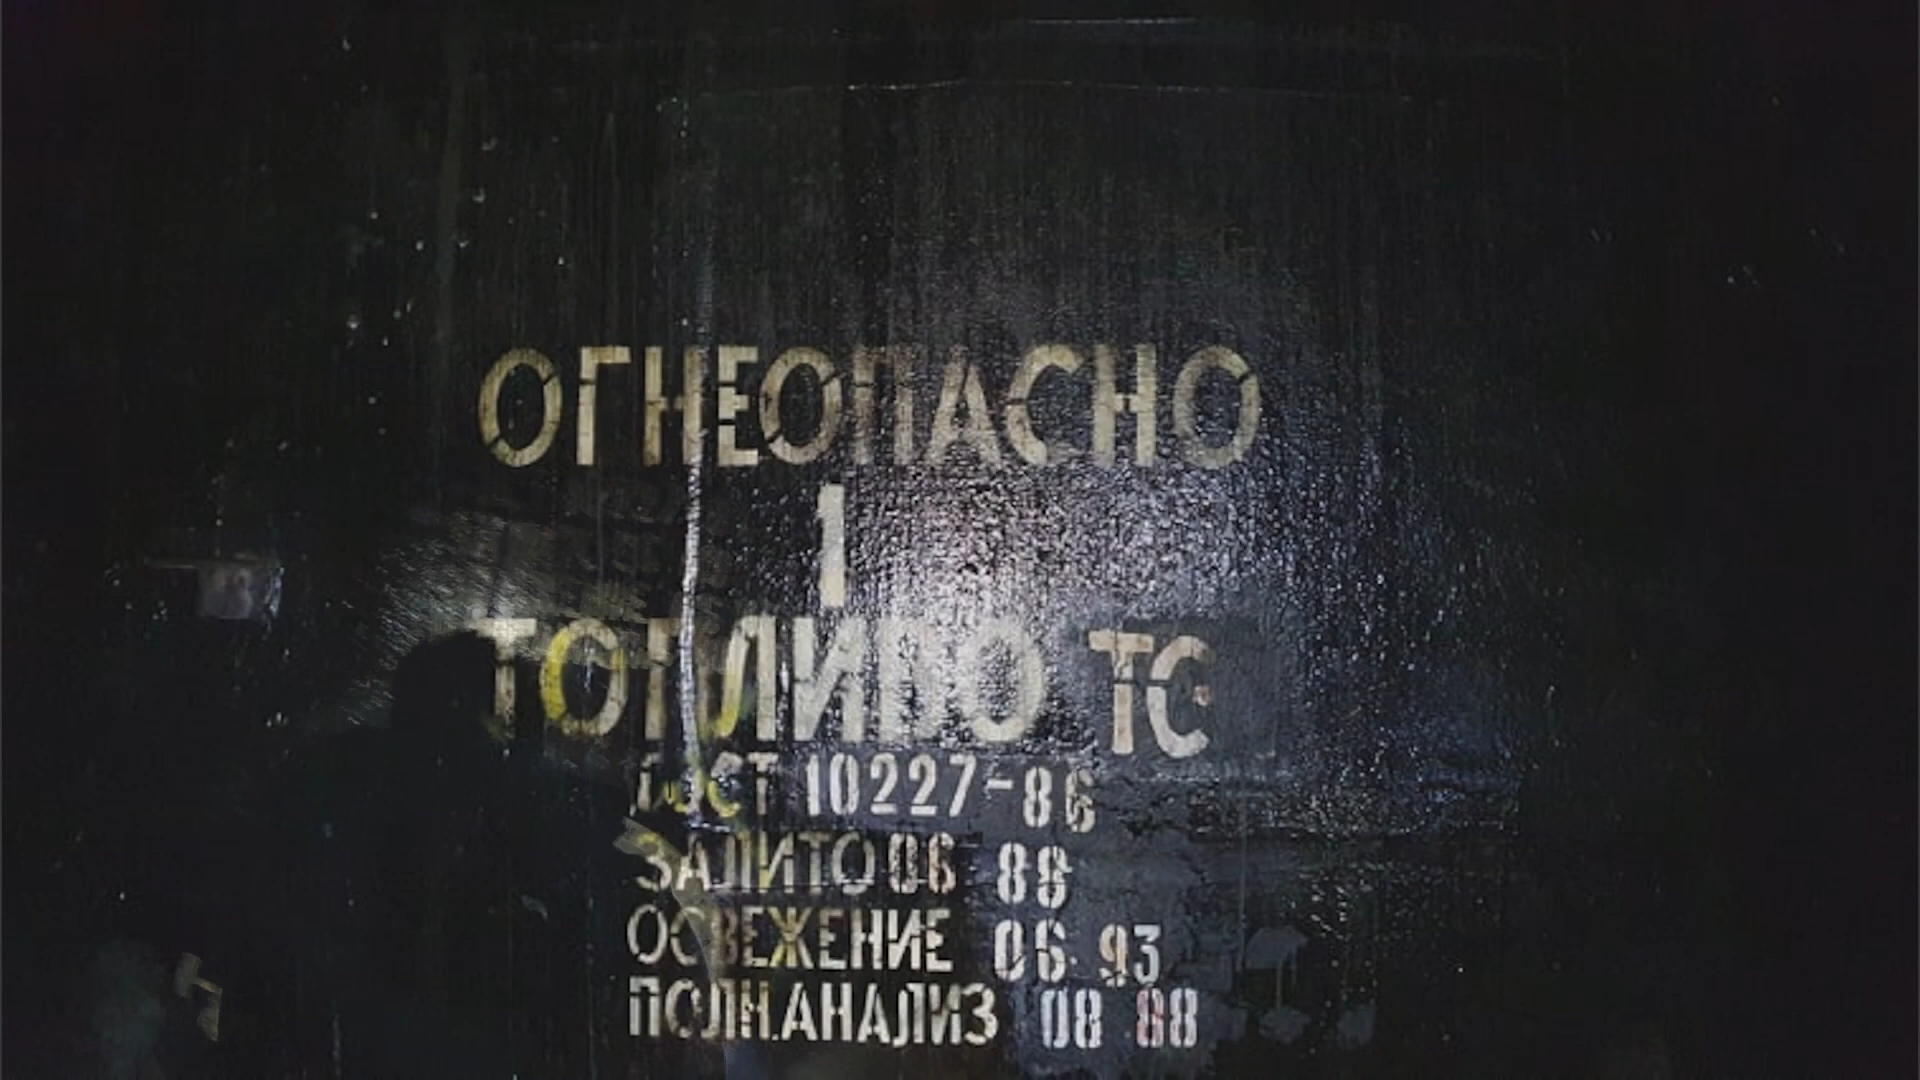 ОГНЕОПАСНО
1
ТОПЛИВО ТС
ГОСТ 10227-86
ЗАЛИТО 06 88
ОСВЕЖЕНИЕ 06 93
ПОЛН.АНАЛИЗ 08 88